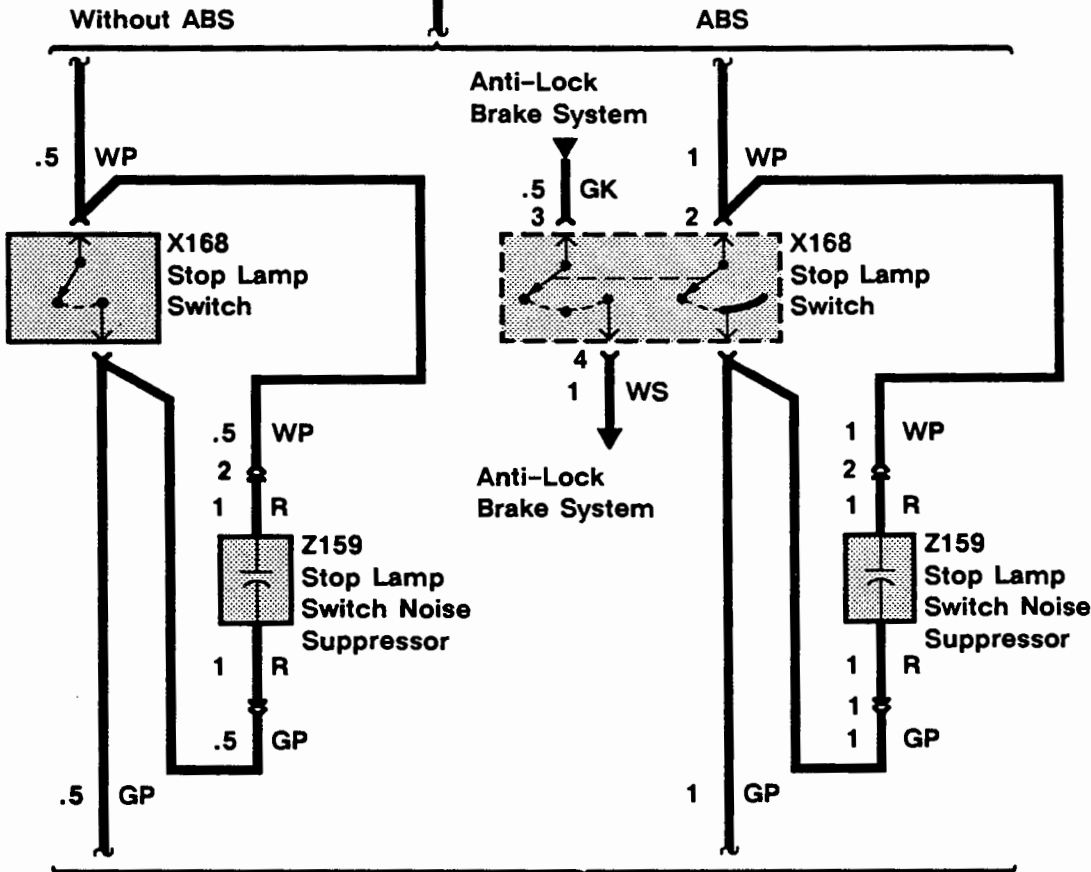 Without ABS
ABS
Anti-Lock
Brake System
.5 WP
.5 GK
3
1 WP
2
X168
Stop Lamp
Switch
X168
Stop Lamp
Switch
4
1 WS
Anti-Lock
Brake System
.5 WP
2
1 R
Z159
Stop Lamp
Switch Noise
Suppressor
1 R
.5 GP
.5 GP
1 WP
2
1 R
Z159
Stop Lamp
Switch Noise
Suppressor
1 R
1
1 GP
1 GP